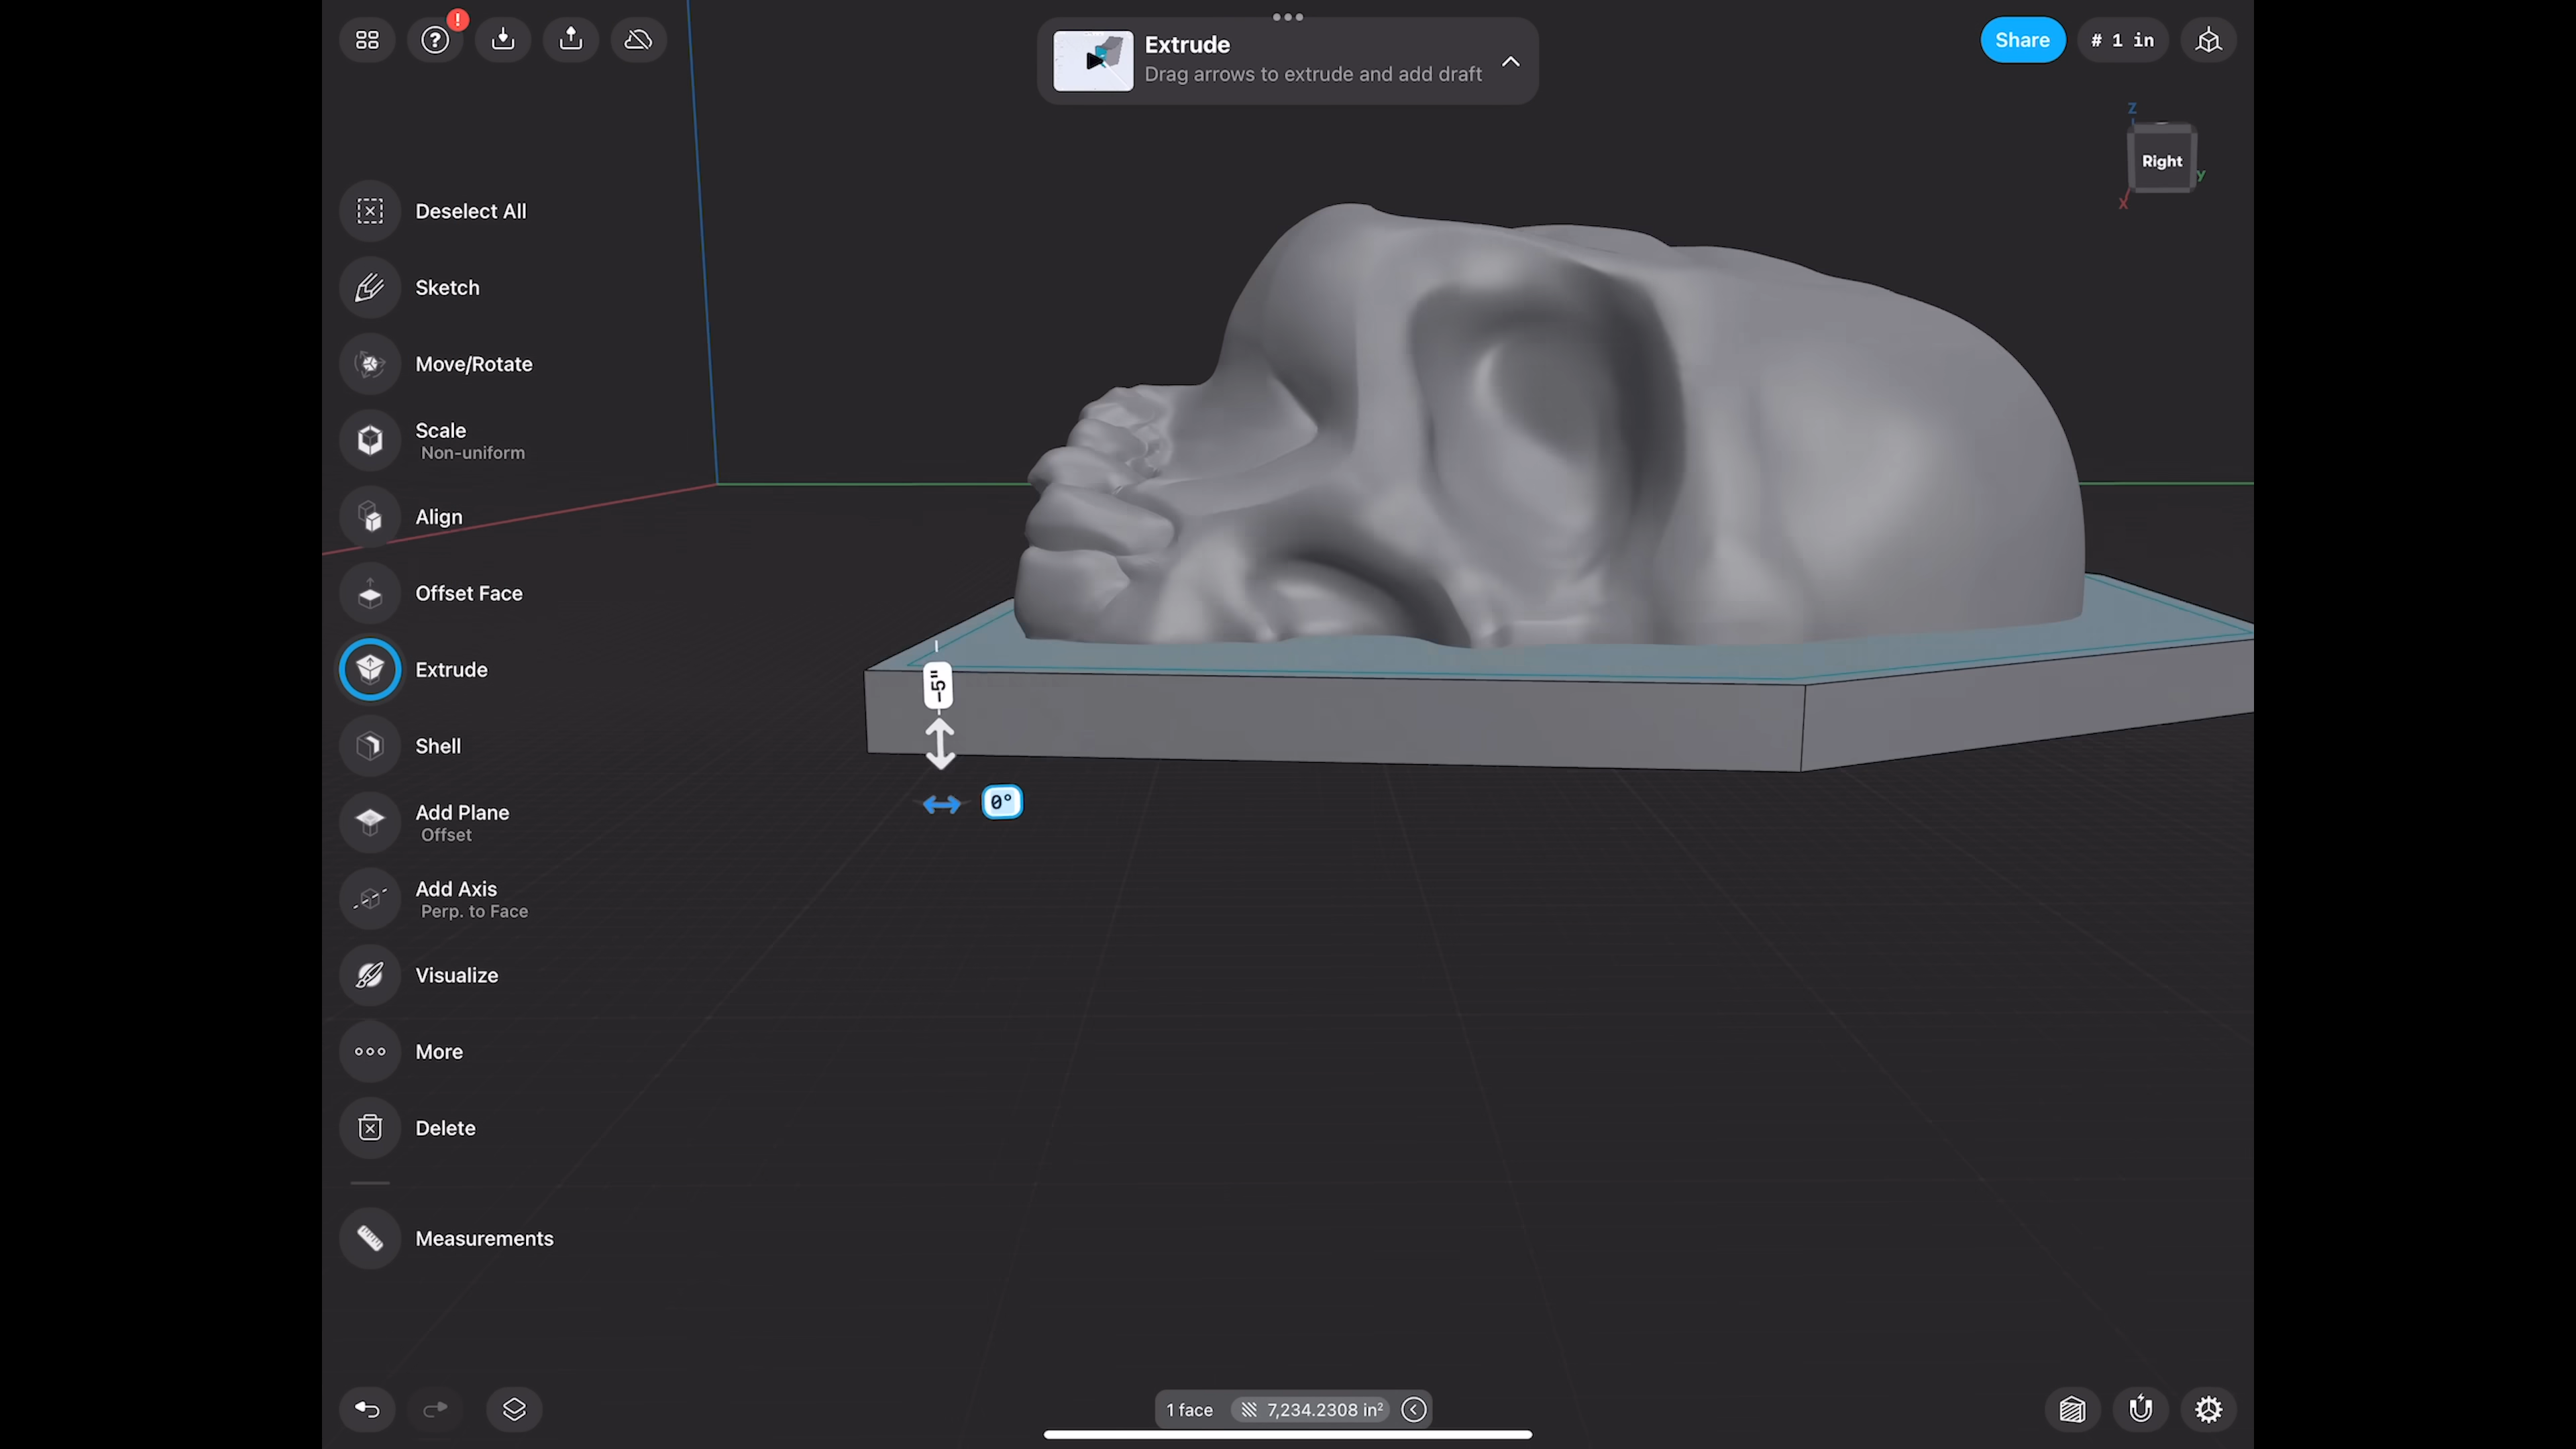 !
Extrude
Drag arrows to extrude and add draft
Share
# 1 in
Z
Right
Y
X
Deselect All
Sketch
Move/Rotate
Scale
Non-uniform
Align
Offset Face
Extrude
-5"
0°
Shell
Add Plane
Offset
Add Axis
Perp. to Face
Visualize
More
Delete
Measurements
1 face
7,234.2308 in²